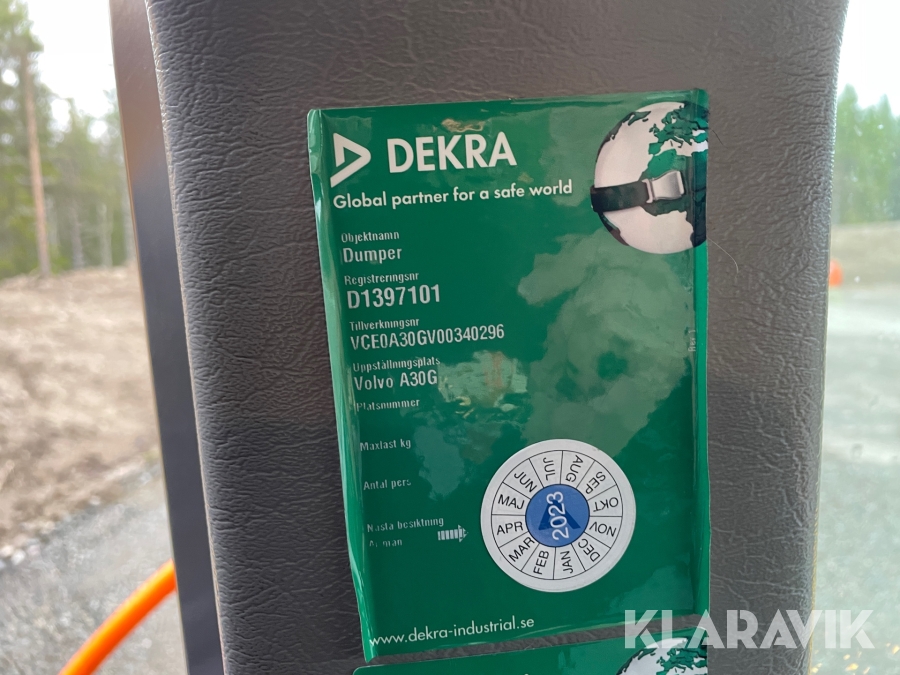 DEKRA
Global partner for a safe world
Objektnamn
Dumper
Registreringsnr
D1397101
Tillverkningsnr
VCE0A30GV00340296
Uppställningsplats
Volvo A30G
Platsnummer
Maxlast kg
Antal pers
Nästa besiktning
JAN
FEB
MAR
APR
MAJ
JUN
JUL
AUG
SEP
OKT
NOV
DEC
2023
www.dekra-industrial.se
KLARAVIK